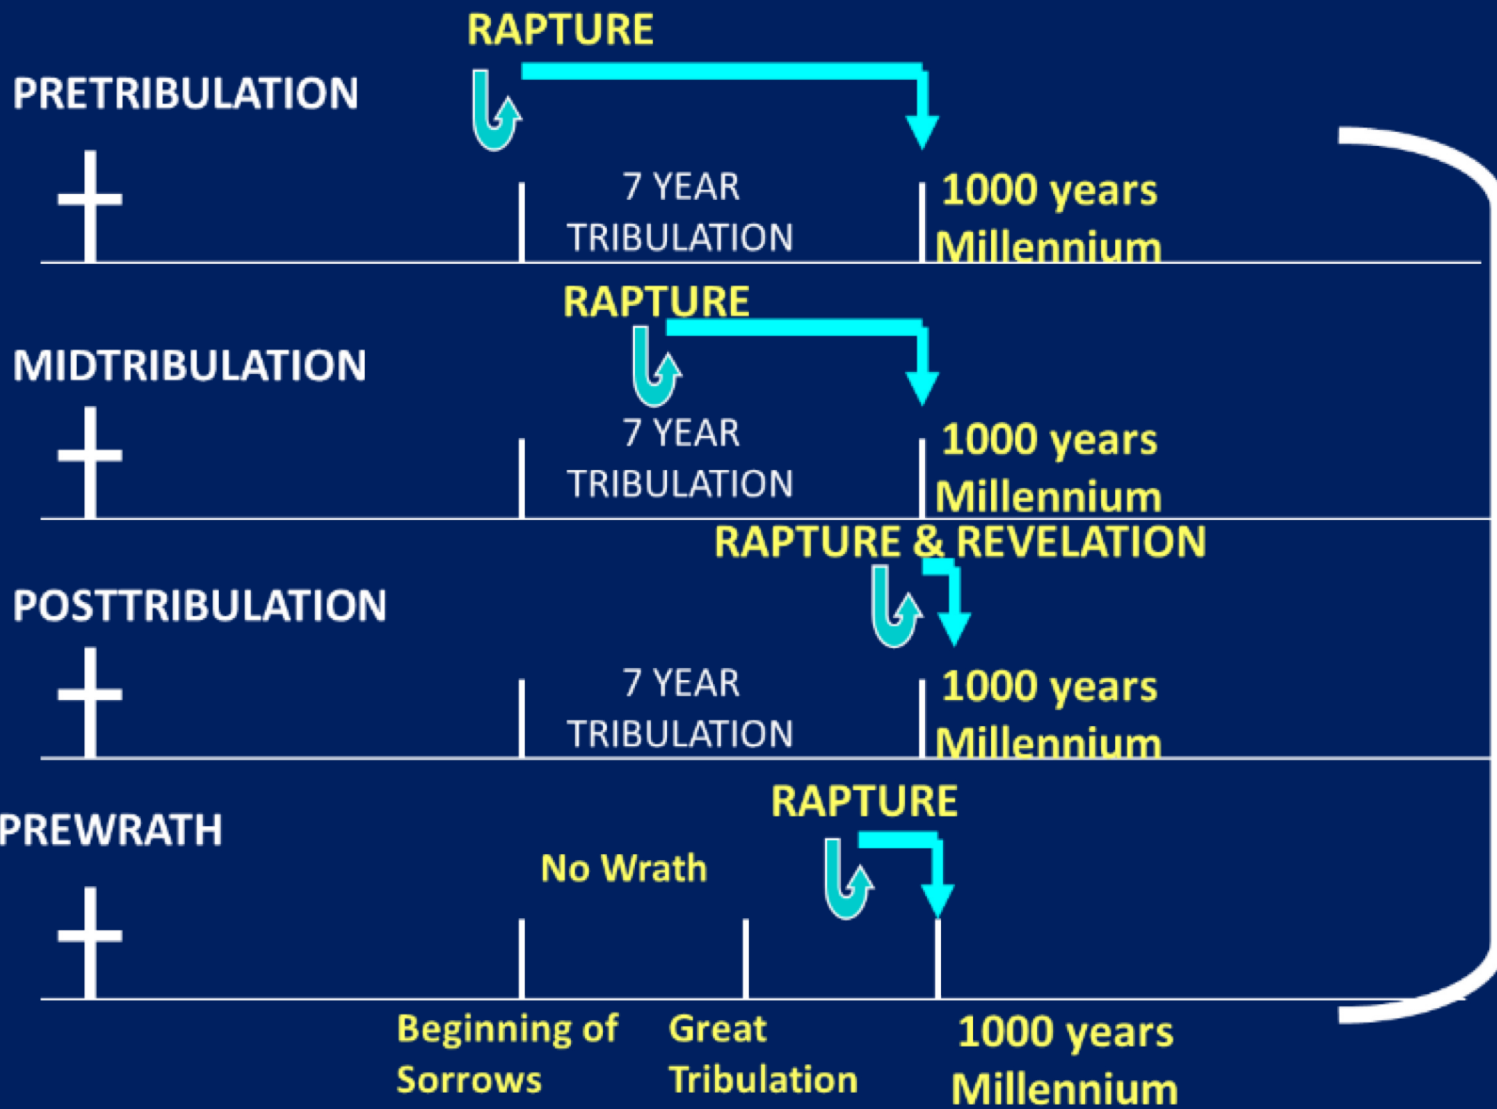 RAPTURE
PRETRIBULATION
7 YEAR
TRIBULATION
1000 years
Millennium
RAPTURE
MIDTRIBULATION
7 YEAR
TRIBULATION
1000 years
Millennium
RAPTURE & REVELATION
POSTTRIBULATION
7 YEAR
TRIBULATION
1000 years
Millennium
RAPTURE
PREWRATH
No Wrath
Beginning of
Sorrows
Great
Tribulation
1000 years
Millennium